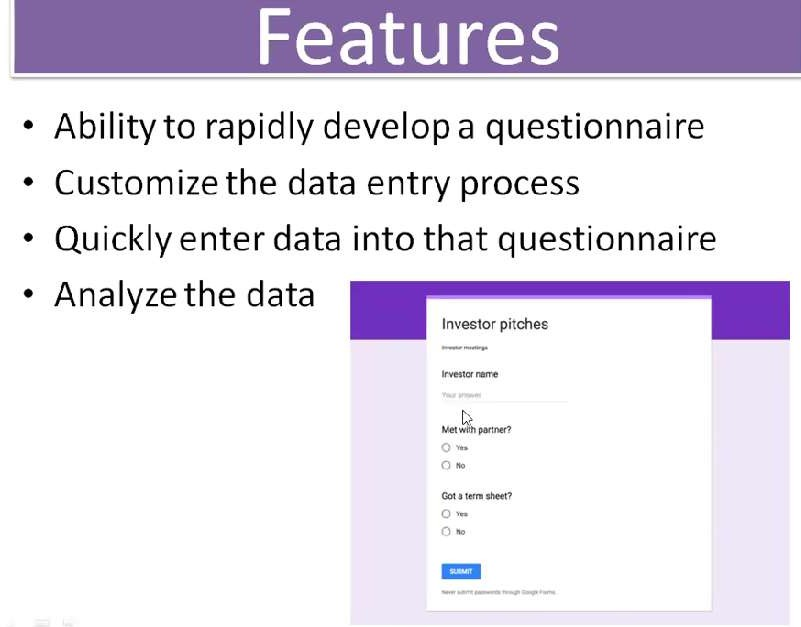 Features
• Ability to rapidly develop a questionnaire
• Customize the data entry process
• Quickly enter data into that questionnaire
• Analyze the data
Investor pitches
Investor meetings
Investor name
Your answer
Met with partner?
Yes
No
Got a term sheet?
Yes
No
SUBMIT
Never submit passwords through Google Forms.